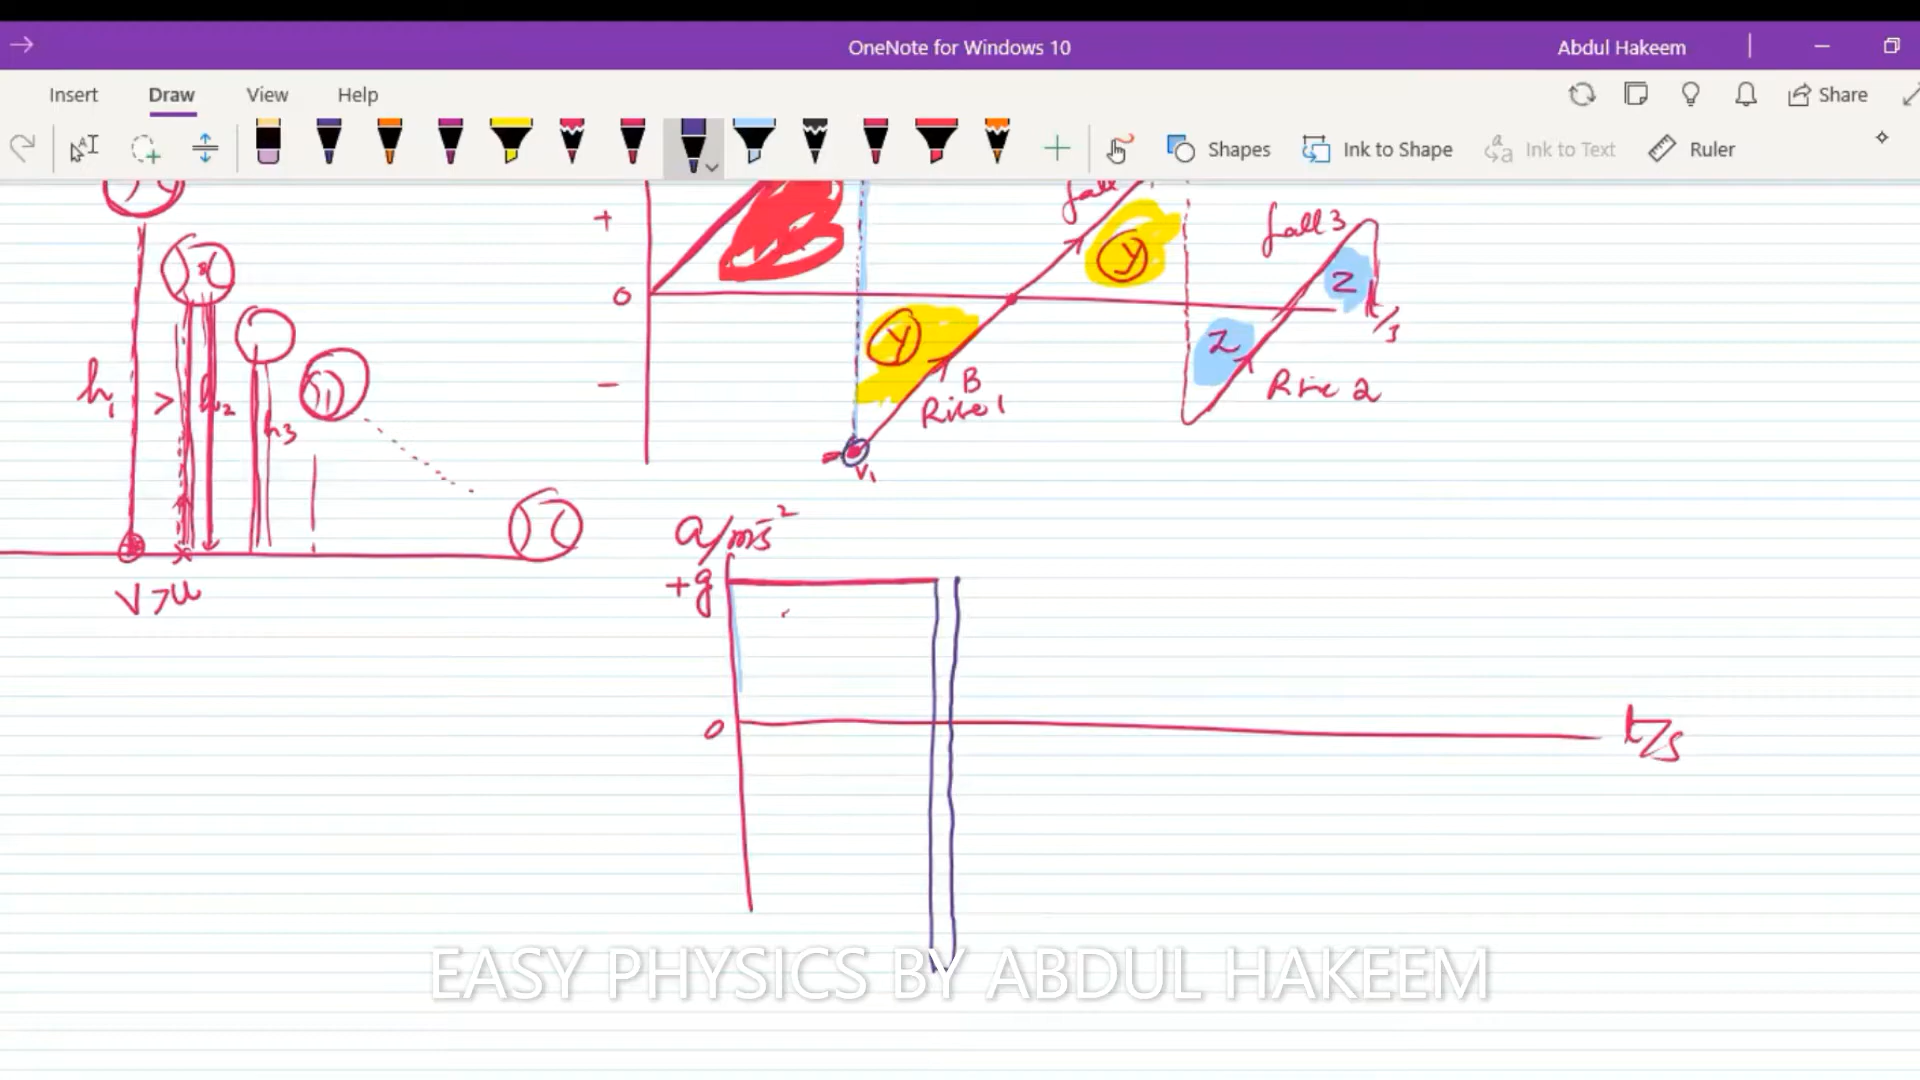 OneNote for Windows 10
Abdul Hakeem
Insert Draw View Help
Share
Shapes
Ink to Shape
Ink to Text
Ruler
+
0
-
fall
y
y
B
Rise 1
V1
fall 3
Z
Z
t/s
Rise 2
h1
>
h2
h3
V > u
a/ms-2
+g
0
t/s
EASY PHYSICS BY ABDUL HAKEEM